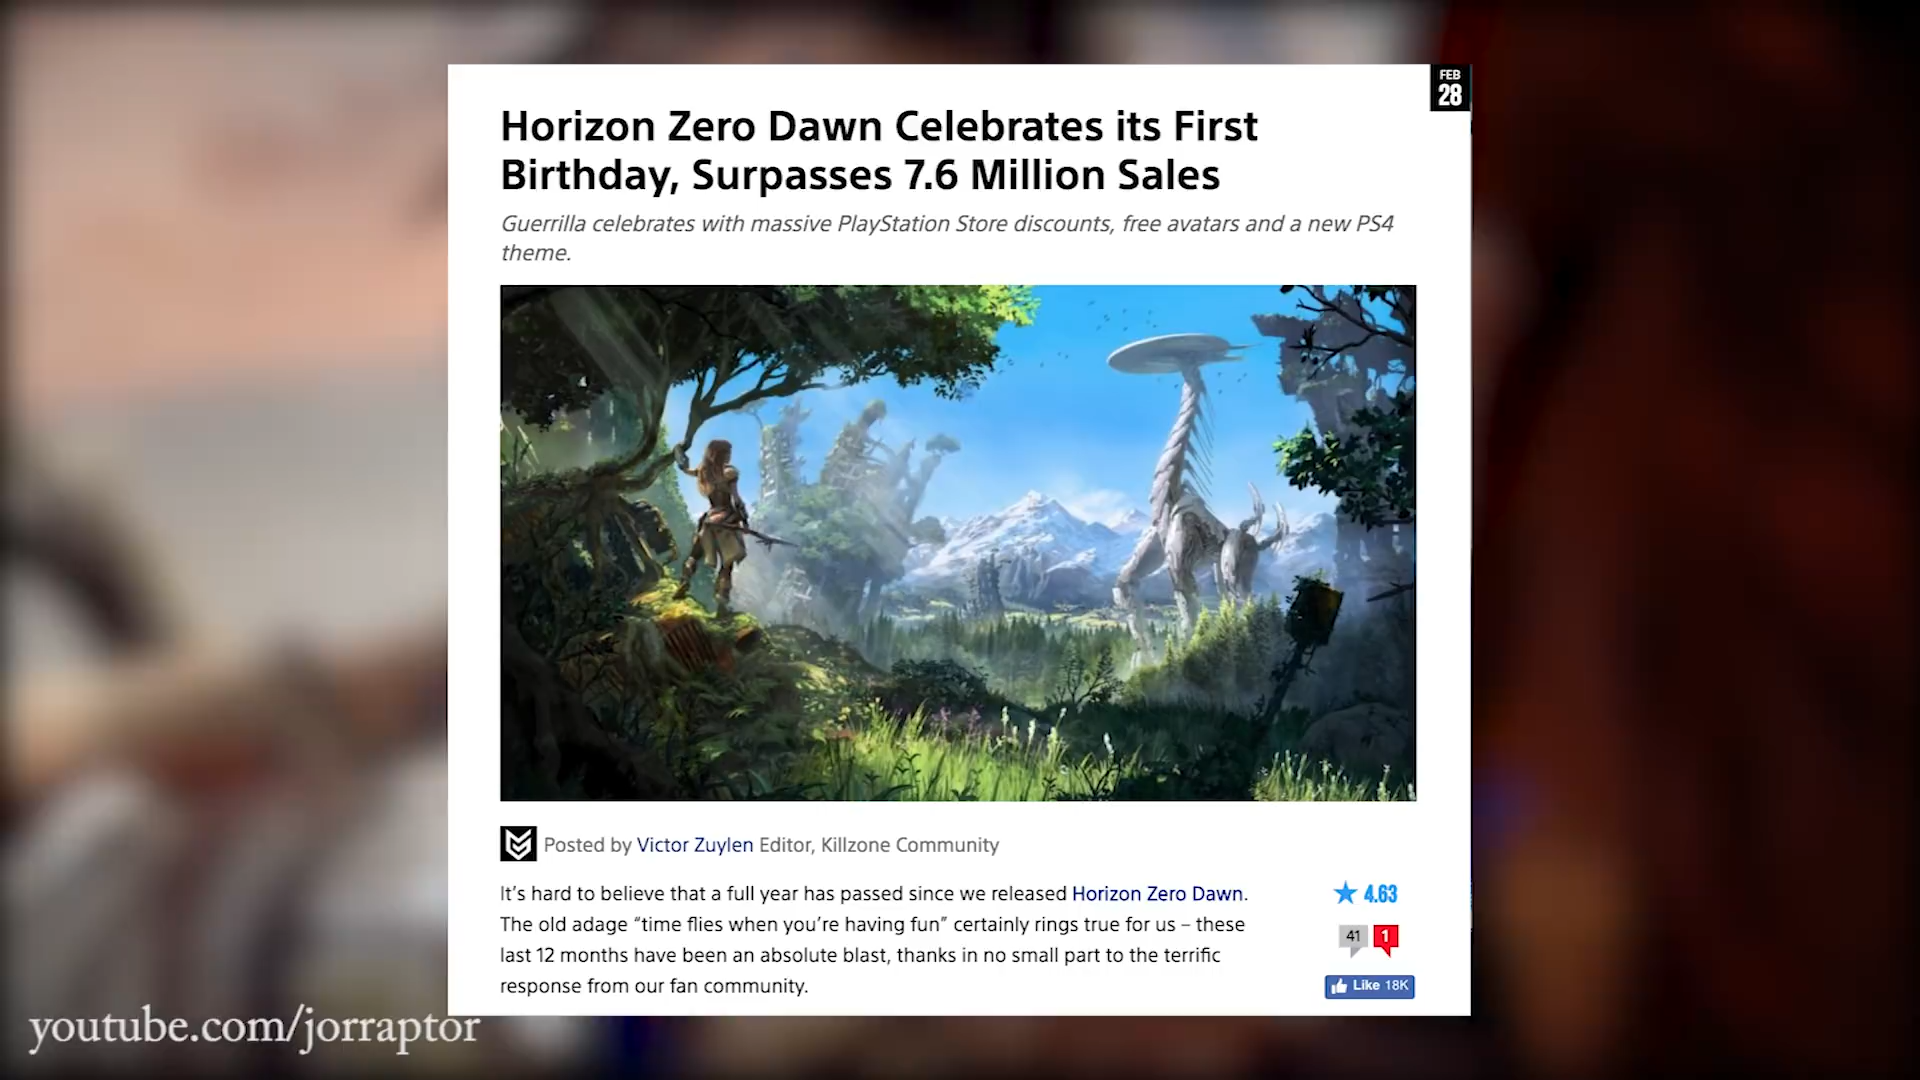 FEB
28
Horizon Zero Dawn Celebrates its First
Birthday, Surpasses 7.6 Million Sales
Guerrilla celebrates with massive PlayStation Store discounts, free avatars and a new PS4
theme.
Posted by Victor Zuylen Editor, Killzone Community
It’s hard to believe that a full year has passed since we released Horizon Zero Dawn.
The old adage “time flies when you’re having fun” certainly rings true for us – these
last 12 months have been an absolute blast, thanks in no small part to the terrific
response from our fan community.
4.63
41 1
Like 18K
youtube.com/jorraptor